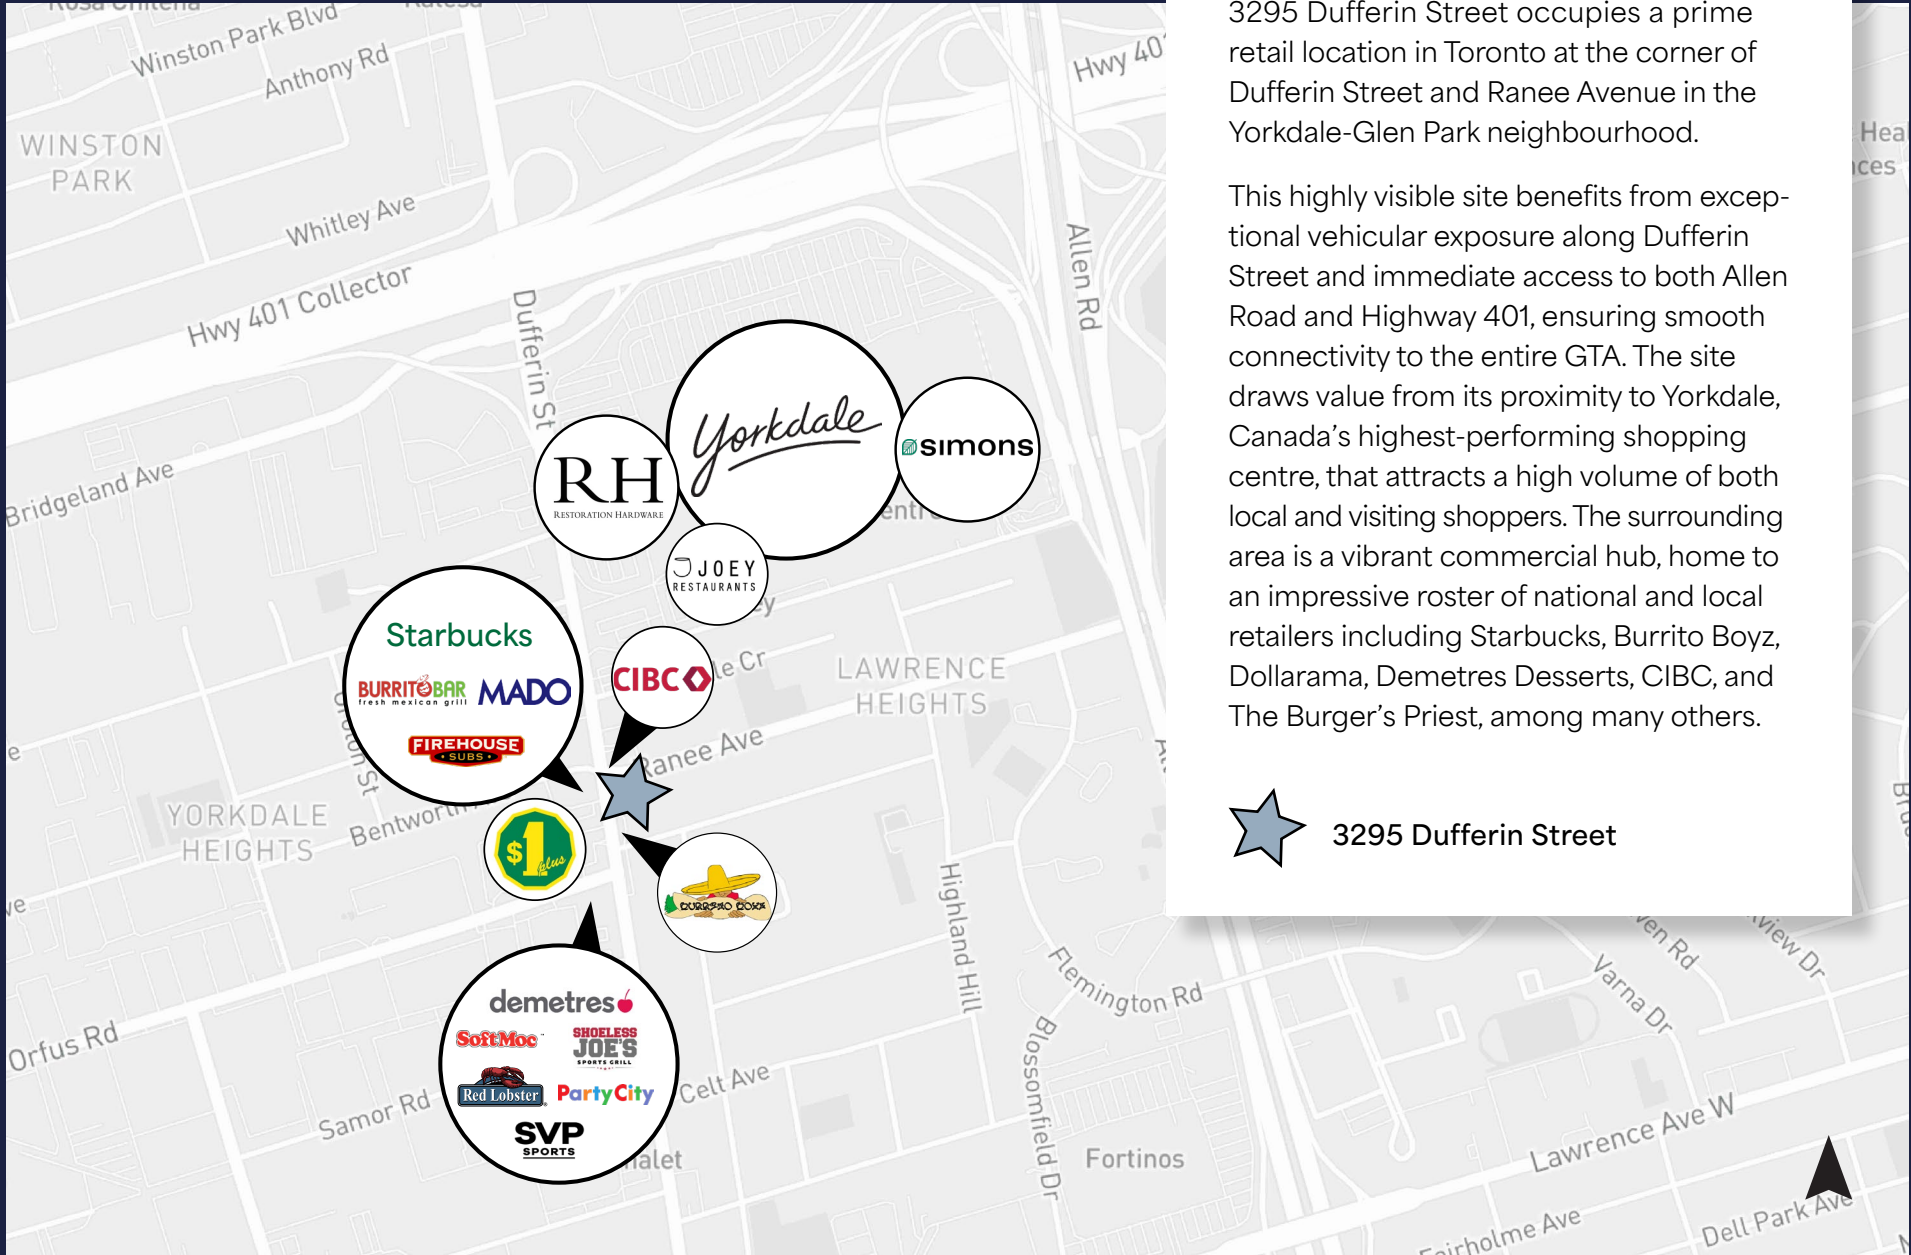 Winston Park Blvd
Anthony Rd
Hwy 40
WINSTON
PARK
Whitley Ave
Hwy 401 Collector
Dufferin St
Allen Rd
Bridgeland Ave
Yorkdale
simons
RH
RESTORATION HARDWARE
JOEY
RESTAURANTS
Starbucks
BURRITOBAR
fresh mexican grill
MADO
FIREHOUSE
SUBS
CIBC
le Cr
LAWRENCE
HEIGHTS
Ranee Ave
YORKDALE
HEIGHTS
Bentworth
$1 plus
BURRITO BOYZ
Highland Hill
demetres
SoftMoc
SHOELESS
JOE'S
SPORTS GRILL
Red Lobster
PartyCity
SVP
SPORTS
Orfus Rd
Samor Rd
Celt Ave
Flemington Rd
Blossomfield Dr
Fortinos
Varna Dr
Lawrence Ave W
Dell Park Ave
3295 Dufferin Street occupies a prime
retail location in Toronto at the corner of
Dufferin Street and Ranee Avenue in the
Yorkdale-Glen Park neighbourhood.
This highly visible site benefits from excep-
tional vehicular exposure along Dufferin
Street and immediate access to both Allen
Road and Highway 401, ensuring smooth
connectivity to the entire GTA. The site
draws value from its proximity to Yorkdale,
Canada's highest-performing shopping
centre, that attracts a high volume of both
local and visiting shoppers. The surrounding
area is a vibrant commercial hub, home to
an impressive roster of national and local
retailers including Starbucks, Burrito Boyz,
Dollarama, Demetres Desserts, CIBC, and
The Burger's Priest, among many others.
3295 Dufferin Street